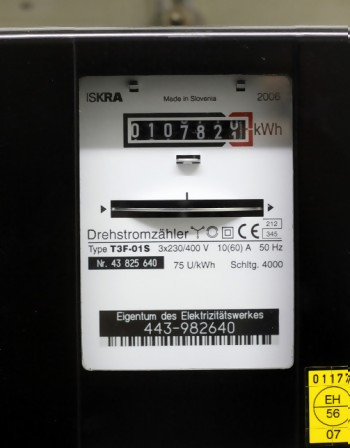 ISKRA Made in Slovenia 2006
010782 kWh
Drehstromzähler CE 212 345
Type T3F-01S 3x230/400 V 10(60) A 50 Hz
Nr. 43 825 640 75 U/kWh Schltg. 4000
Eigentum des Elektrizitätswerkes
443-982640
EH
56
07